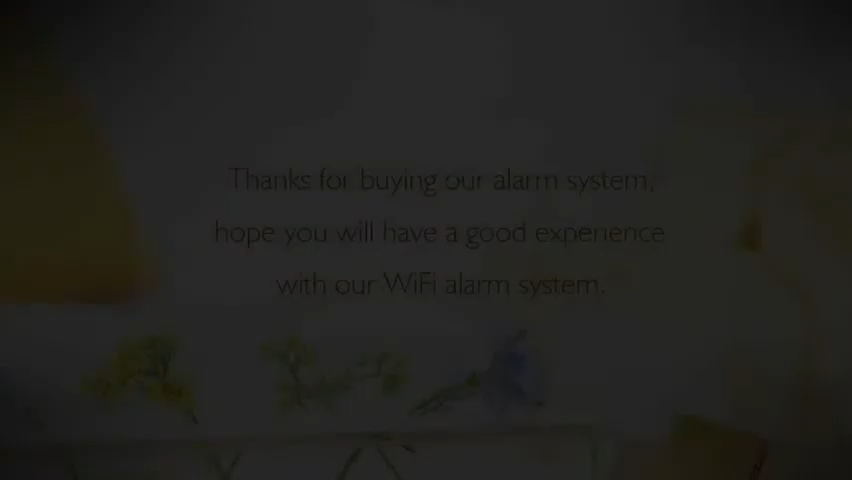 Thanks for buying our alarm system,
hope you will have a good experience
with our WiFi alarm system.